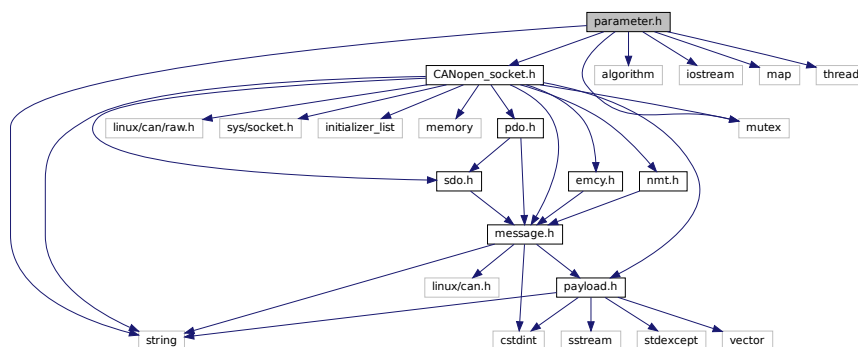 parameter.h
CANopen_socket.h
algorithm
iostream
map
thread
linux/can/raw.h
sys/socket.h
initializer_list
memory
pdo.h
mutex
sdo.h
emcy.h
nmt.h
message.h
linux/can.h
payload.h
string
cstdint
sstream
stdexcept
vector